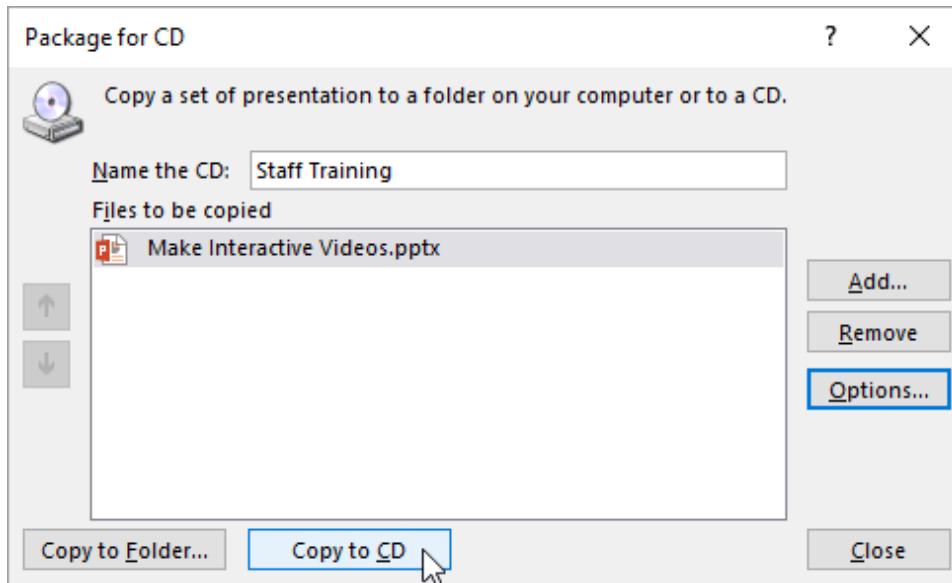 Package for CD
?
Copy a set of presentation to a folder on your computer or to a CD.
Name the CD: Staff Training
Files to be copied
Make Interactive Videos.pptx
Add...
Remove
Options...
Copy to Folder... Copy to CD Close